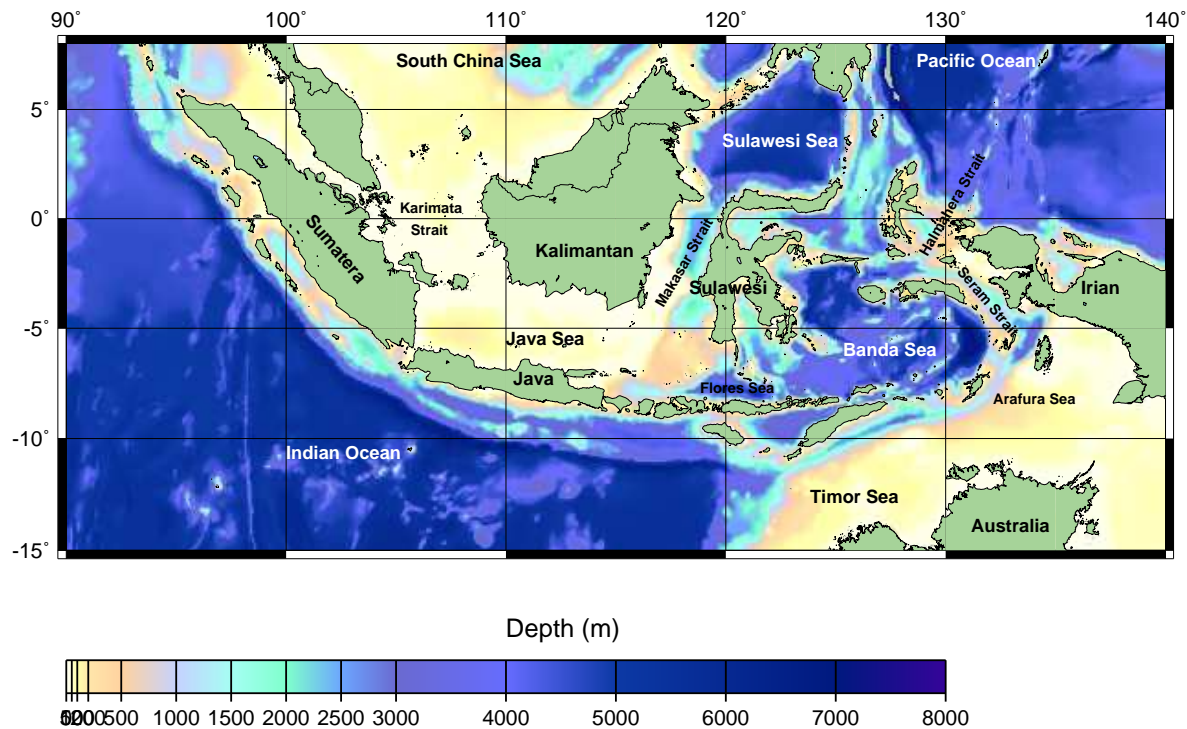 90˚ 100˚ 110˚ 120˚ 130˚ 140˚
South China Sea
Pacific Ocean
5˚
Sulawesi Sea
Halmahera Strait
Karimata
Strait
0˚
Sumatera
Kalimantan
Makasar Strait
Sulawesi
Seram Strait
Irian
-5˚
Java Sea
Banda Sea
Java
Flores Sea
Arafura Sea
-10˚
Indian Ocean
Timor Sea
Australia
-15˚
Depth (m)
500 1000 1500 2000 2500 3000 4000 5000 6000 7000 8000